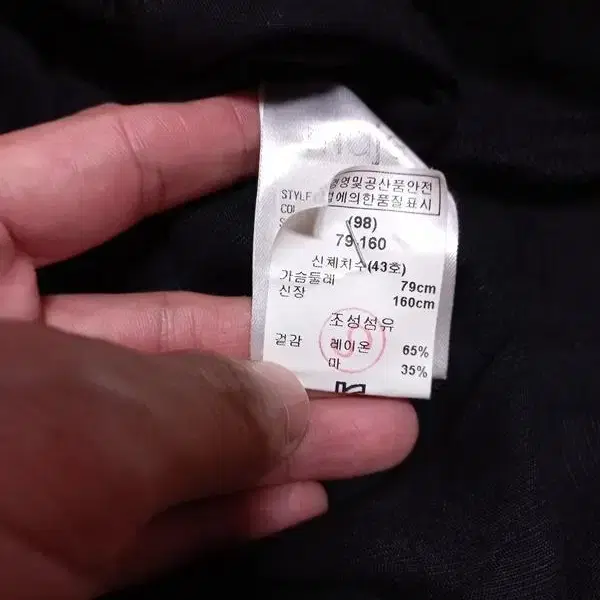 영및공산품안전
법에의한품질표시
STYLE
(98)
79-160
신체치수(43호)
가슴둘레 79cm
신장 160cm
조성섬유
겉감 레이온 65%
마 35%